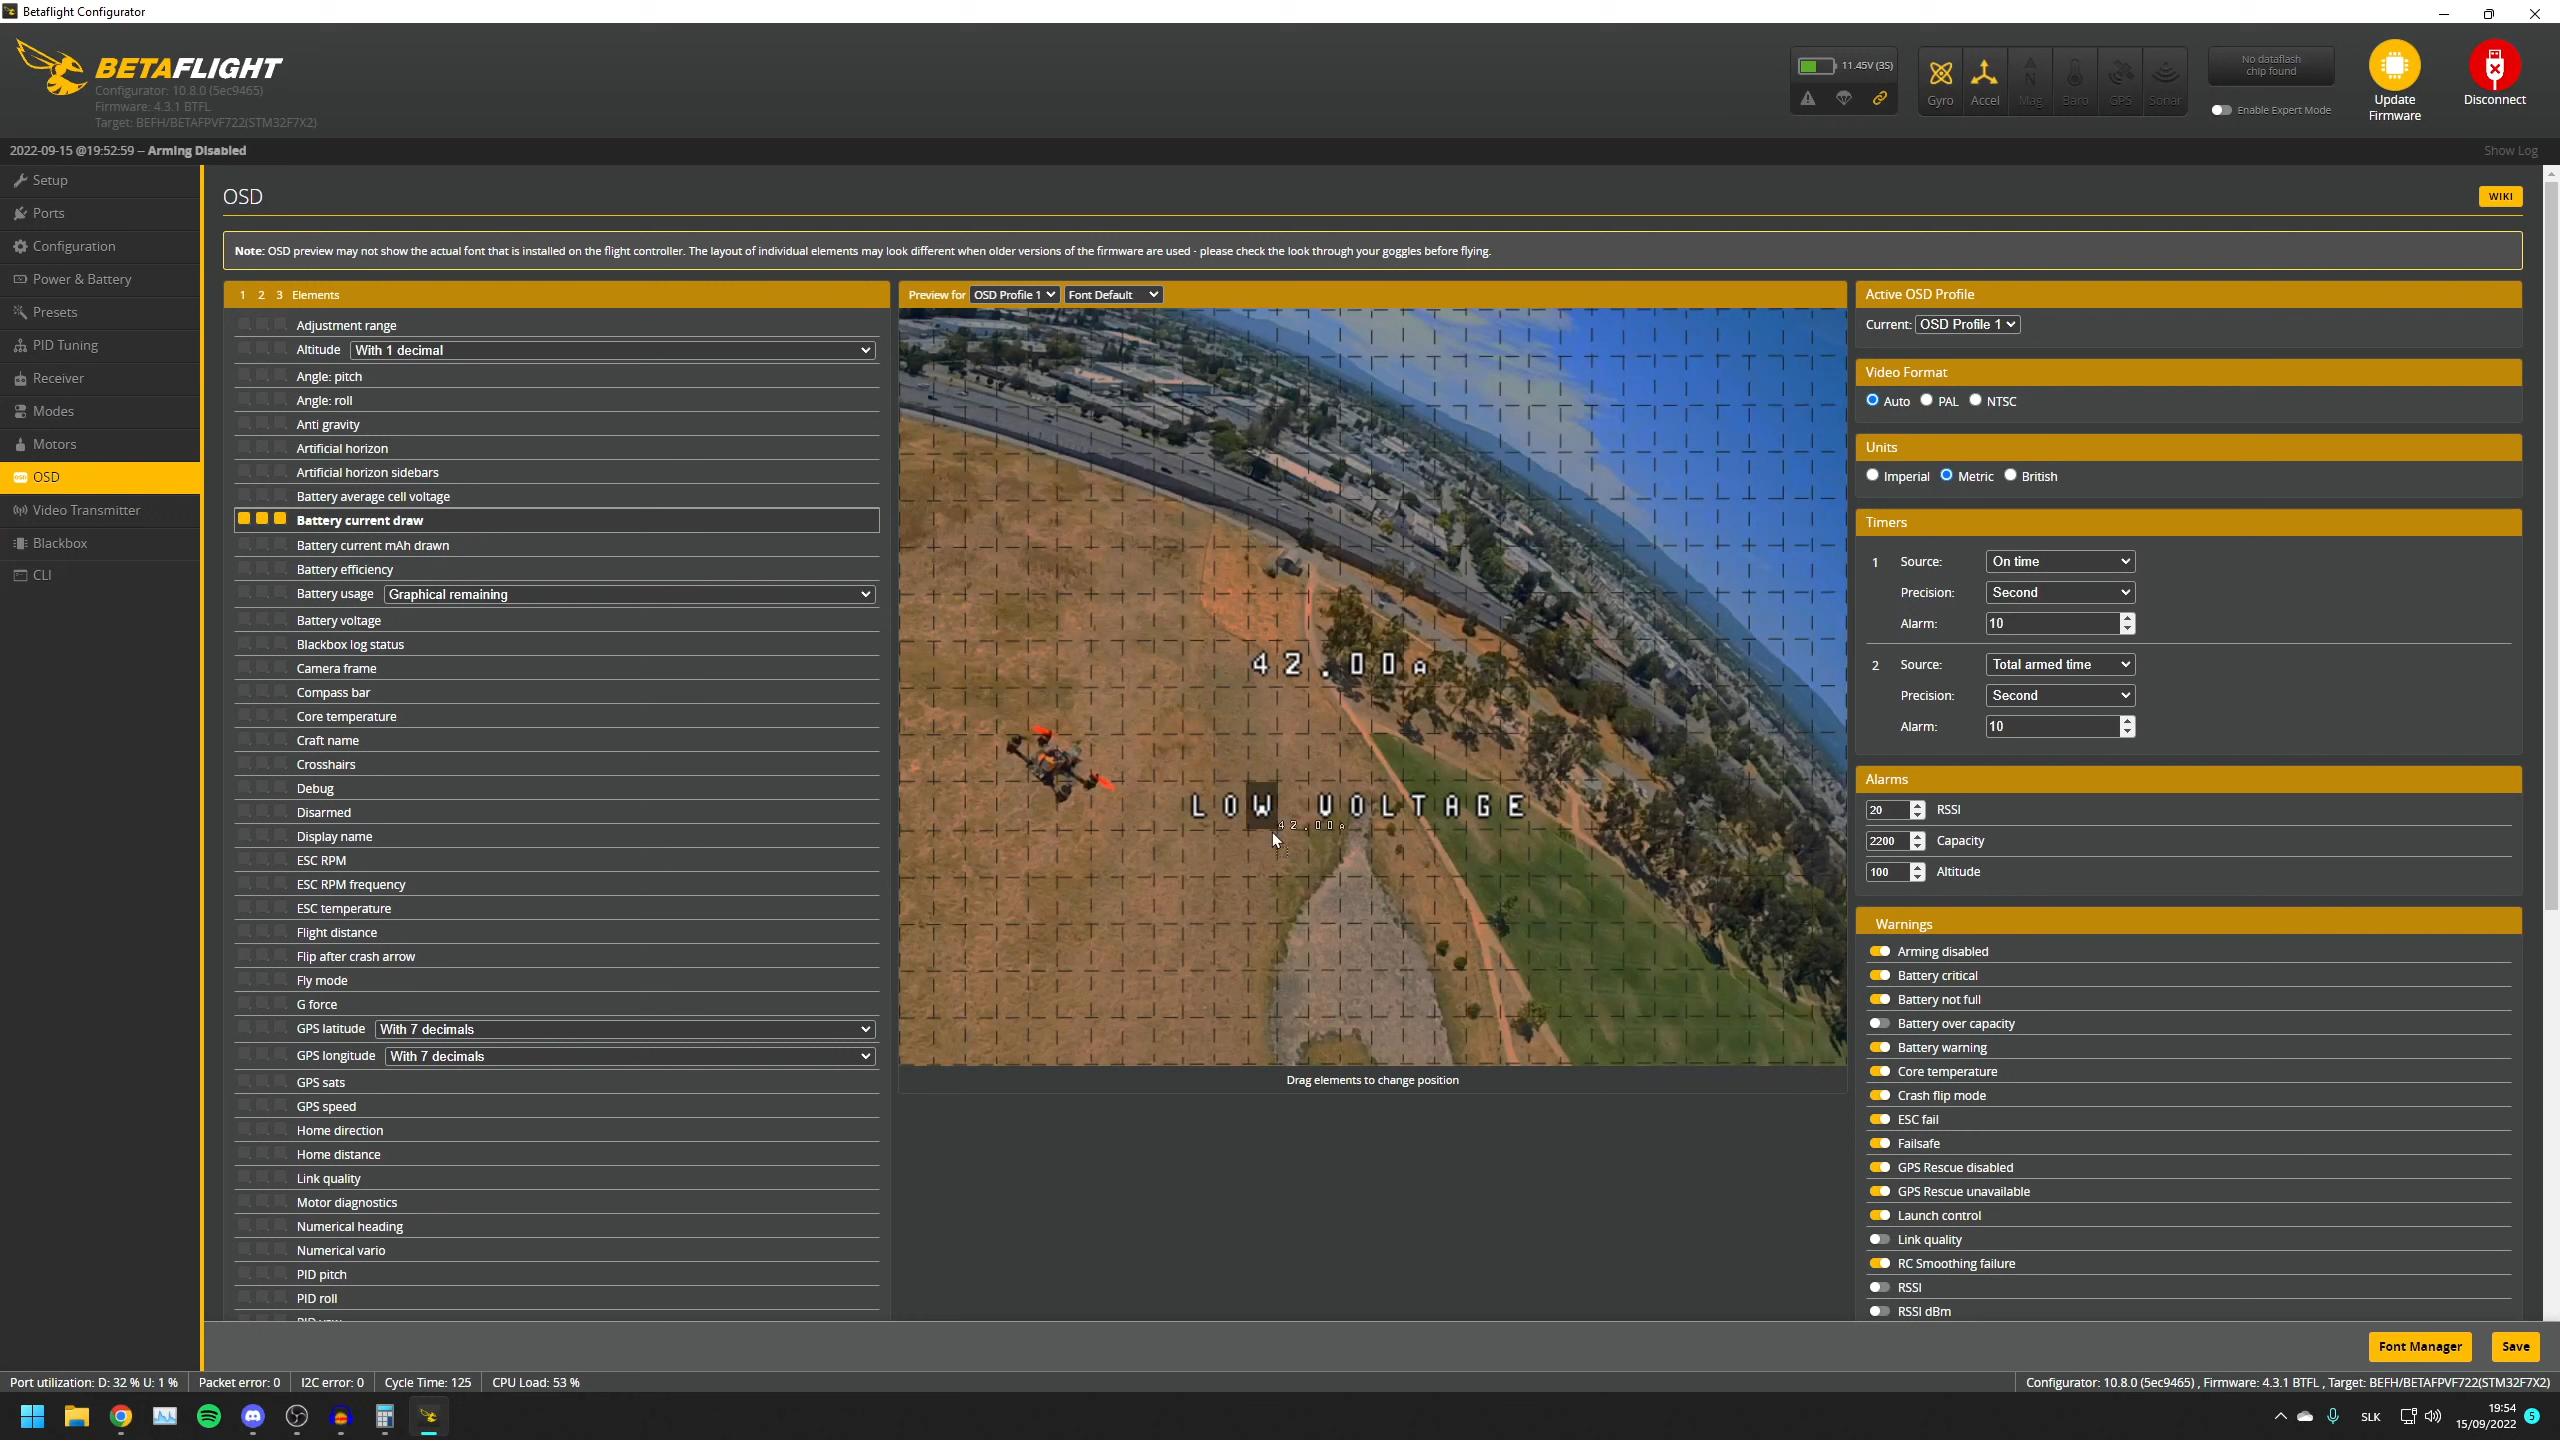 Betaflight Configurator
BETAFLIGHT
Configurator: 10.8.0 (5ec9465)
Firmware: 4.3.1 BTFL
Target: BEFH/BETAFPVF722(STM32F7X2)
11.45V (3S)
Gyro Accel Mag Baro GPS Sonar
No dataflash
chip found
Enable Expert Mode
Update
Firmware
Disconnect
2022-09-15 @19:52:59 -- Arming Disabled
Show Log
Setup
Ports
Configuration
Power & Battery
Presets
PID Tuning
Receiver
Modes
Motors
OSD
Video Transmitter
Blackbox
CLI
OSD
WIKI
Note: OSD preview may not show the actual font that is installed on the flight controller. The layout of individual elements may look different when older versions of the firmware are used - please check the look through your goggles before flying.
1 2 3 Elements
Adjustment range
Altitude With 1 decimal
Angle: pitch
Angle: roll
Anti gravity
Artificial horizon
Artificial horizon sidebars
Battery average cell voltage
Battery current draw
Battery current mAh drawn
Battery efficiency
Battery usage Graphical remaining
Battery voltage
Blackbox log status
Camera frame
Compass bar
Core temperature
Craft name
Crosshairs
Debug
Disarmed
Display name
ESC RPM
ESC RPM frequency
ESC temperature
Flight distance
Flip after crash arrow
Fly mode
G force
GPS latitude With 7 decimals
GPS longitude With 7 decimals
GPS sats
GPS speed
Home direction
Home distance
Link quality
Motor diagnostics
Numerical heading
Numerical vario
PID pitch
PID roll
Preview for OSD Profile 1 Font Default
42.00A
LOW VOLTAGE
42.00A
Drag elements to change position
Active OSD Profile
Current: OSD Profile 1
Video Format
Auto PAL NTSC
Units
Imperial Metric British
Timers
1 Source: On time
Precision: Second
Alarm: 10
2 Source: Total armed time
Precision: Second
Alarm: 10
Alarms
20 RSSI
2200 Capacity
100 Altitude
Warnings
Arming disabled
Battery critical
Battery not full
Battery over capacity
Battery warning
Core temperature
Crash flip mode
ESC fail
Failsafe
GPS Rescue disabled
GPS Rescue unavailable
Launch control
Link quality
RC Smoothing failure
RSSI
RSSI dBm
Font Manager
Save
Port utilization: D: 32 % U: 1 % Packet error: 0 I2C error: 0 Cycle Time: 125 CPU Load: 53 %
Configurator: 10.8.0 (5ec9465) , Firmware: 4.3.1 BTFL , Target: BEFH/BETAFPVF722(STM32F7X2)
SLK
19:54
15/09/2022
5